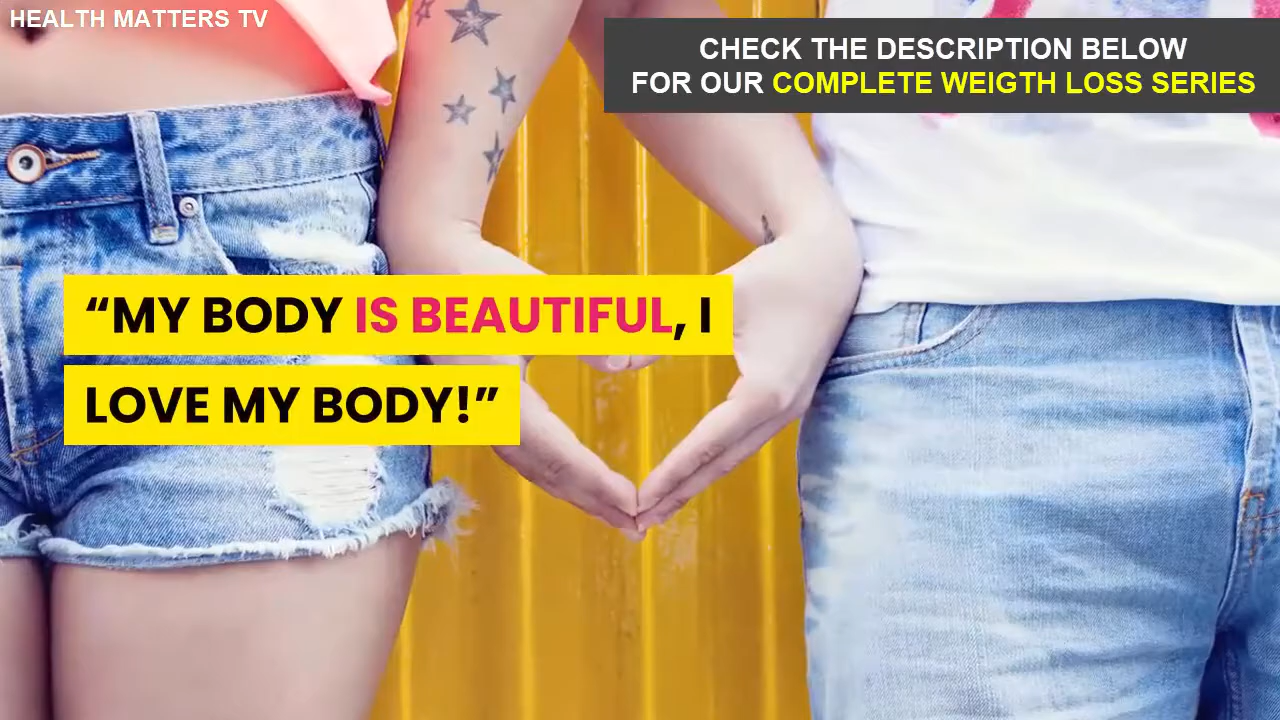 HEALTH MATTERS TV
CHECK THE DESCRIPTION BELOW
FOR OUR COMPLETE WEIGTH LOSS SERIES
“MY BODY IS BEAUTIFUL, I
LOVE MY BODY!”